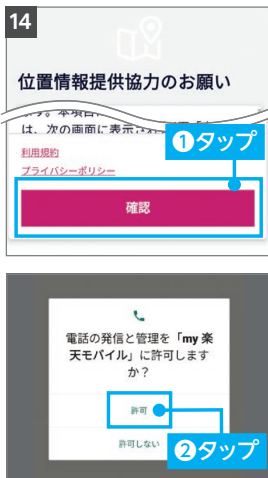 14
位置情報提供協力のお願い
は、次の画面に表示され
利用規約
プライバシーポリシー
❶タップ
確認
電話の発信と管理を「my 楽
天モバイル」に許可します
か？
許可
許可しない
❷タップ